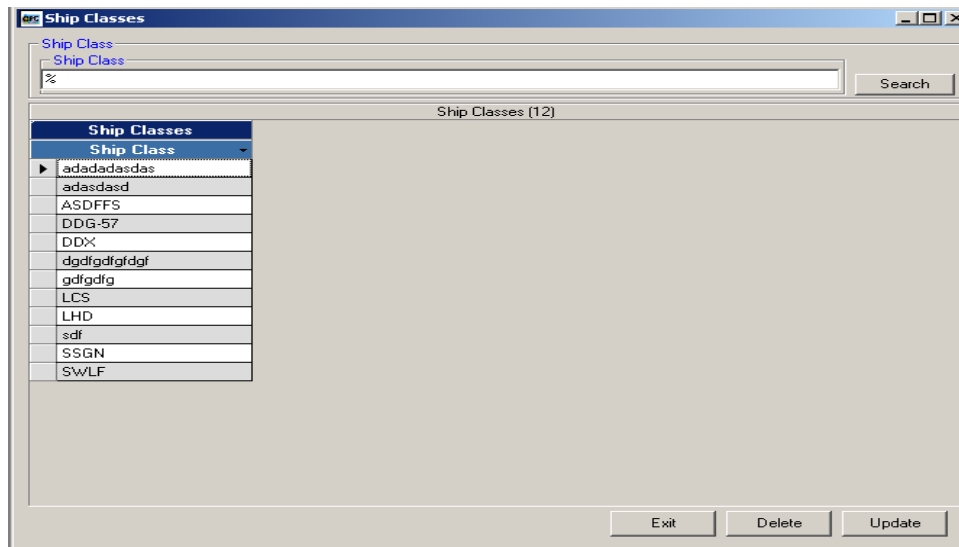 Ship Classes
Ship Class
Ship Class
%
Search
Ship Classes (12)
Ship Classes
Ship Class
adadadasdas
adasdasd
ASDFFS
DDG-57
DDX
dgdfgdfgfdgf
gdfgdfg
LCS
LHD
sdf
SSGN
SWLF
Exit Delete Update